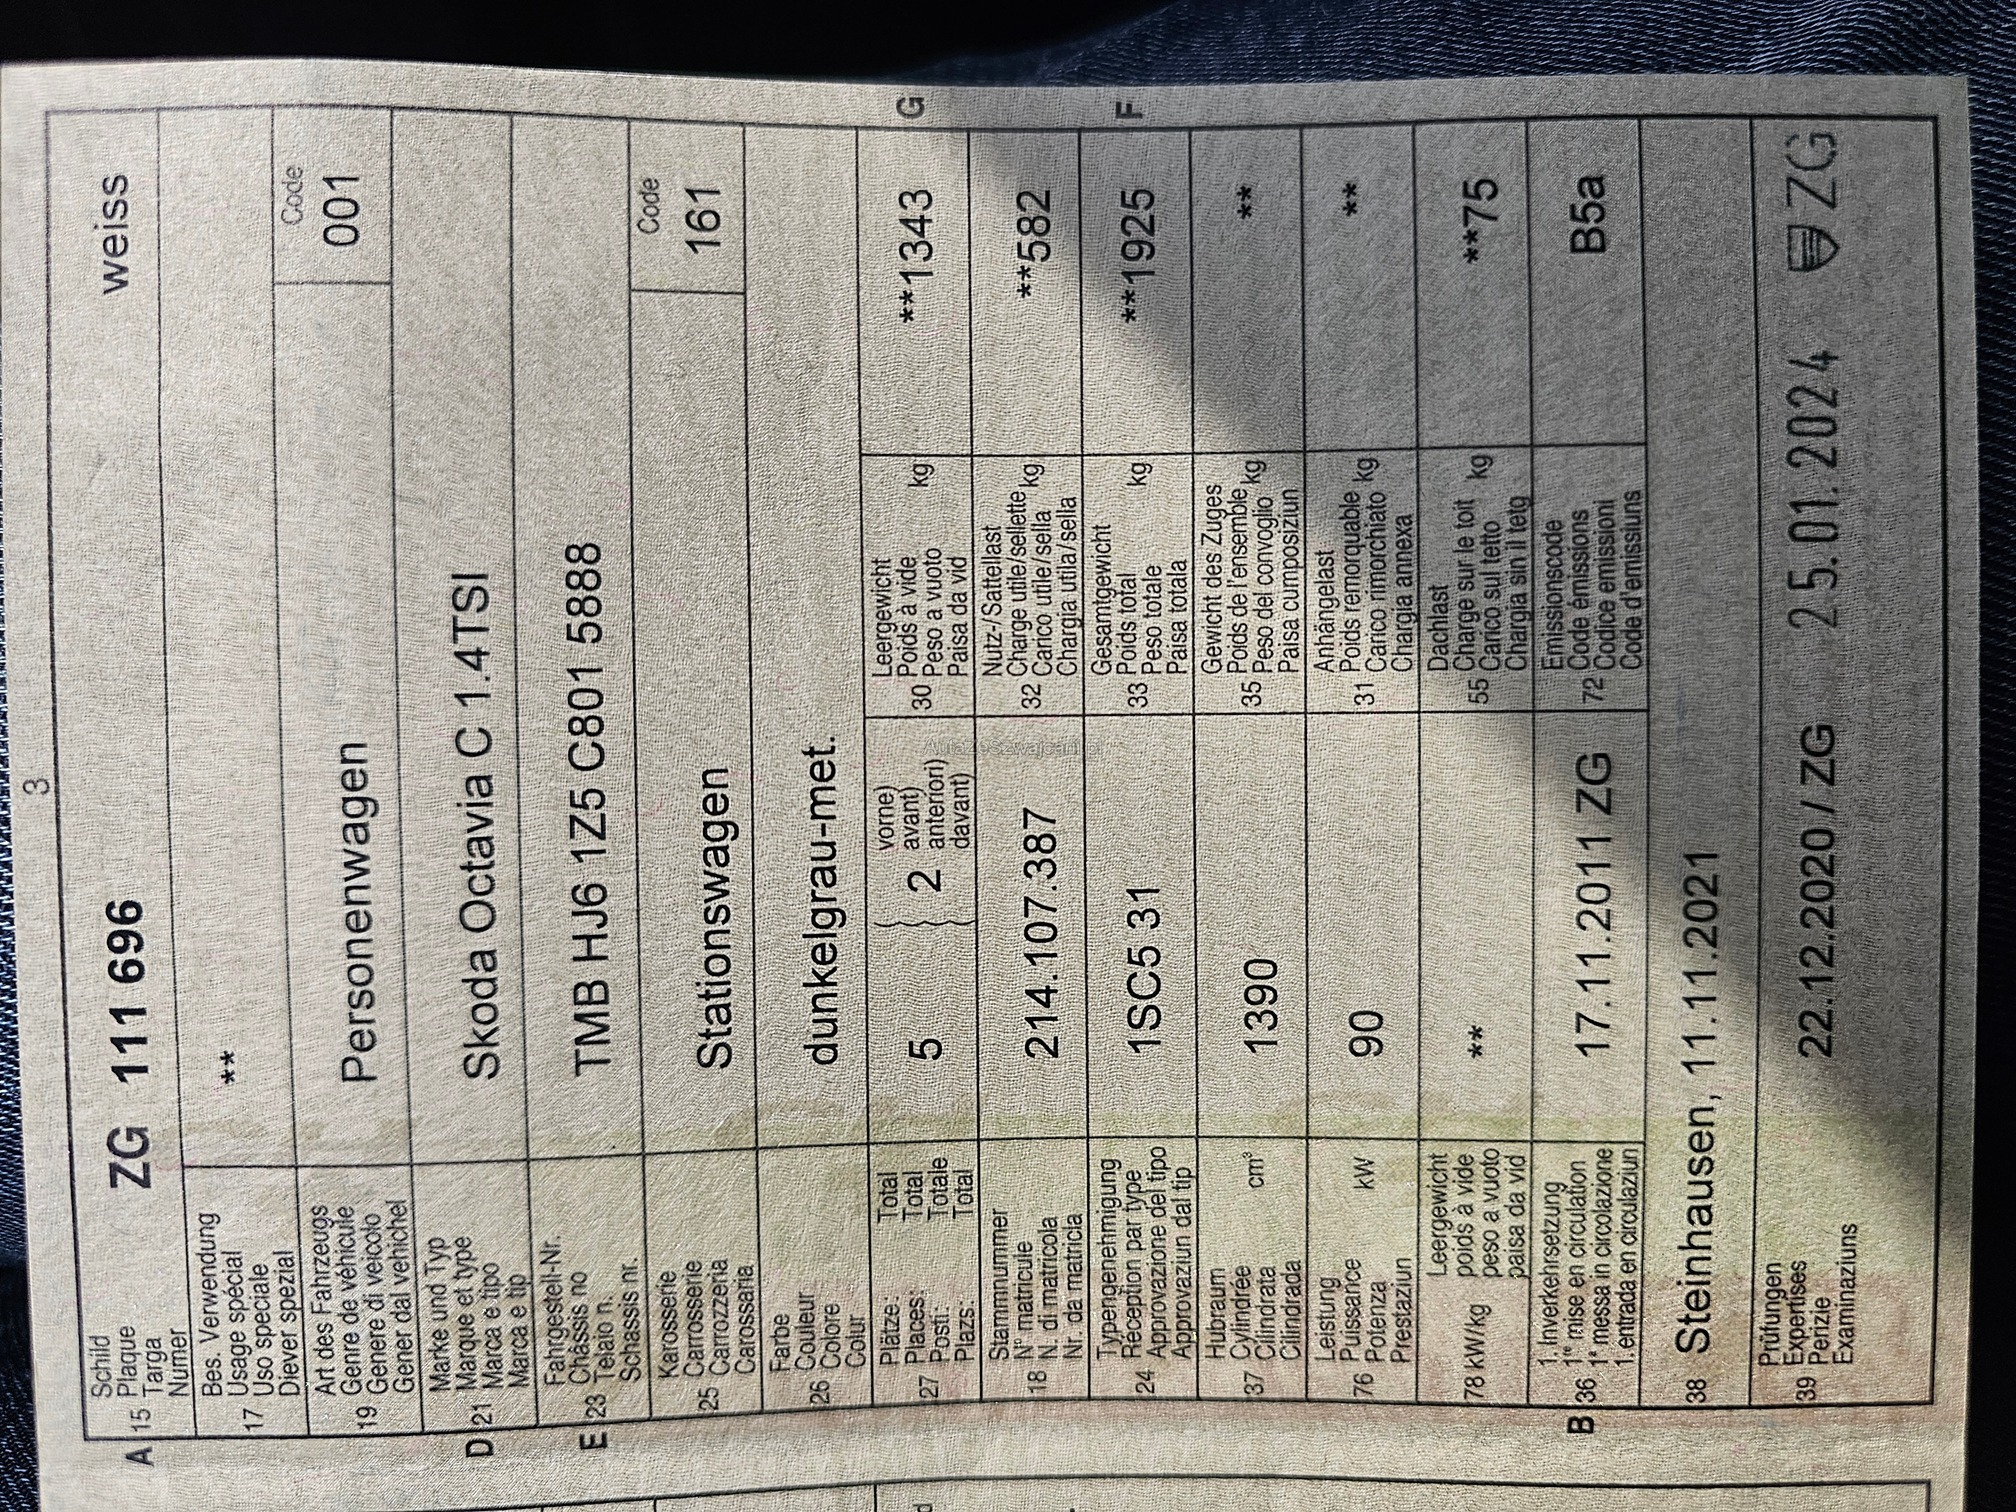 3
Schild
A 15 Plaque ZG 111 696 weiss
Targa
Numer
Bes. Verwendung
17 Usage spécial **
Uso speciale
Diever spezial
Art des Fahrzeugs Code
19 Genre de véhicule Personenwagen 001
Genere di veicolo
Gener dal vehichel
Marke und Typ
D 21 Marque et type Skoda Octavia C 1.4TSI
Marca e tipo
Marca e tip
Fahrgestell-Nr.
E 23 Châssis no TMB HJ6 1Z5 C801 5888
Telaio n.
Schassis nr.
Karosserie Code
25 Carrosserie Stationswagen 161
Carrozzeria
Carossaria
Farbe
26 Couleur dunkelgrau-met.
Colore
Colur
Plätze: Total vorne) Leergewicht
27 Places: Total 5 2 avant) 30 Poids à vide kg **1343 G
Posti: Totale anteriori) Peso a vuoto
Plazs: Total davant) Paisa da vid
AutazeSzwajcarii.pl
Stammnummer Nutz-/Sattellast
18 N° matricule 214.107.387 32 Charge utile/sellette kg **582
N. di matricola Carico utile/sella
Nr. da matricla Chargia utila/sella
Typengenehmigung Gesamtgewicht
24 Réception par type 1SC5 31 33 Poids total kg **1925 F
Approvazione del tipo Peso totale
Approvaziun dal tip Paisa totala
Hubraum Gewicht des Zuges
37 Cylindrée cm³ 1390 35 Poids de l'ensemble kg **
Cilindrata Peso del convoglio
Cilindrada Paisa cumposiziun
Leistung Anhängelast
76 Puissance kW 90 31 Poids remorquable kg **
Potenza Carico rimorchiato
Prestaziun Chargia annexa
Leergewicht Dachlast
78 kW/kg poids à vide ** 55 Charge sur le toit kg **75
peso a vuoto Carico sul tetto
paisa da vid Chargia sin il tetg
1. Inverkehrsetzung Emissionscode
B 36 1re mise en circulation 17.11.2011 ZG 72 Code émissions B5a
1a messa in circolazione Codice emissioni
1. entrada en circulaziun Code d'emissiuns
38 Steinhausen, 11.11.2021
Prüfungen
39 Expertises 22.12.2020 / ZG 25.01.2024 ZG
Perizie
Examinaziuns